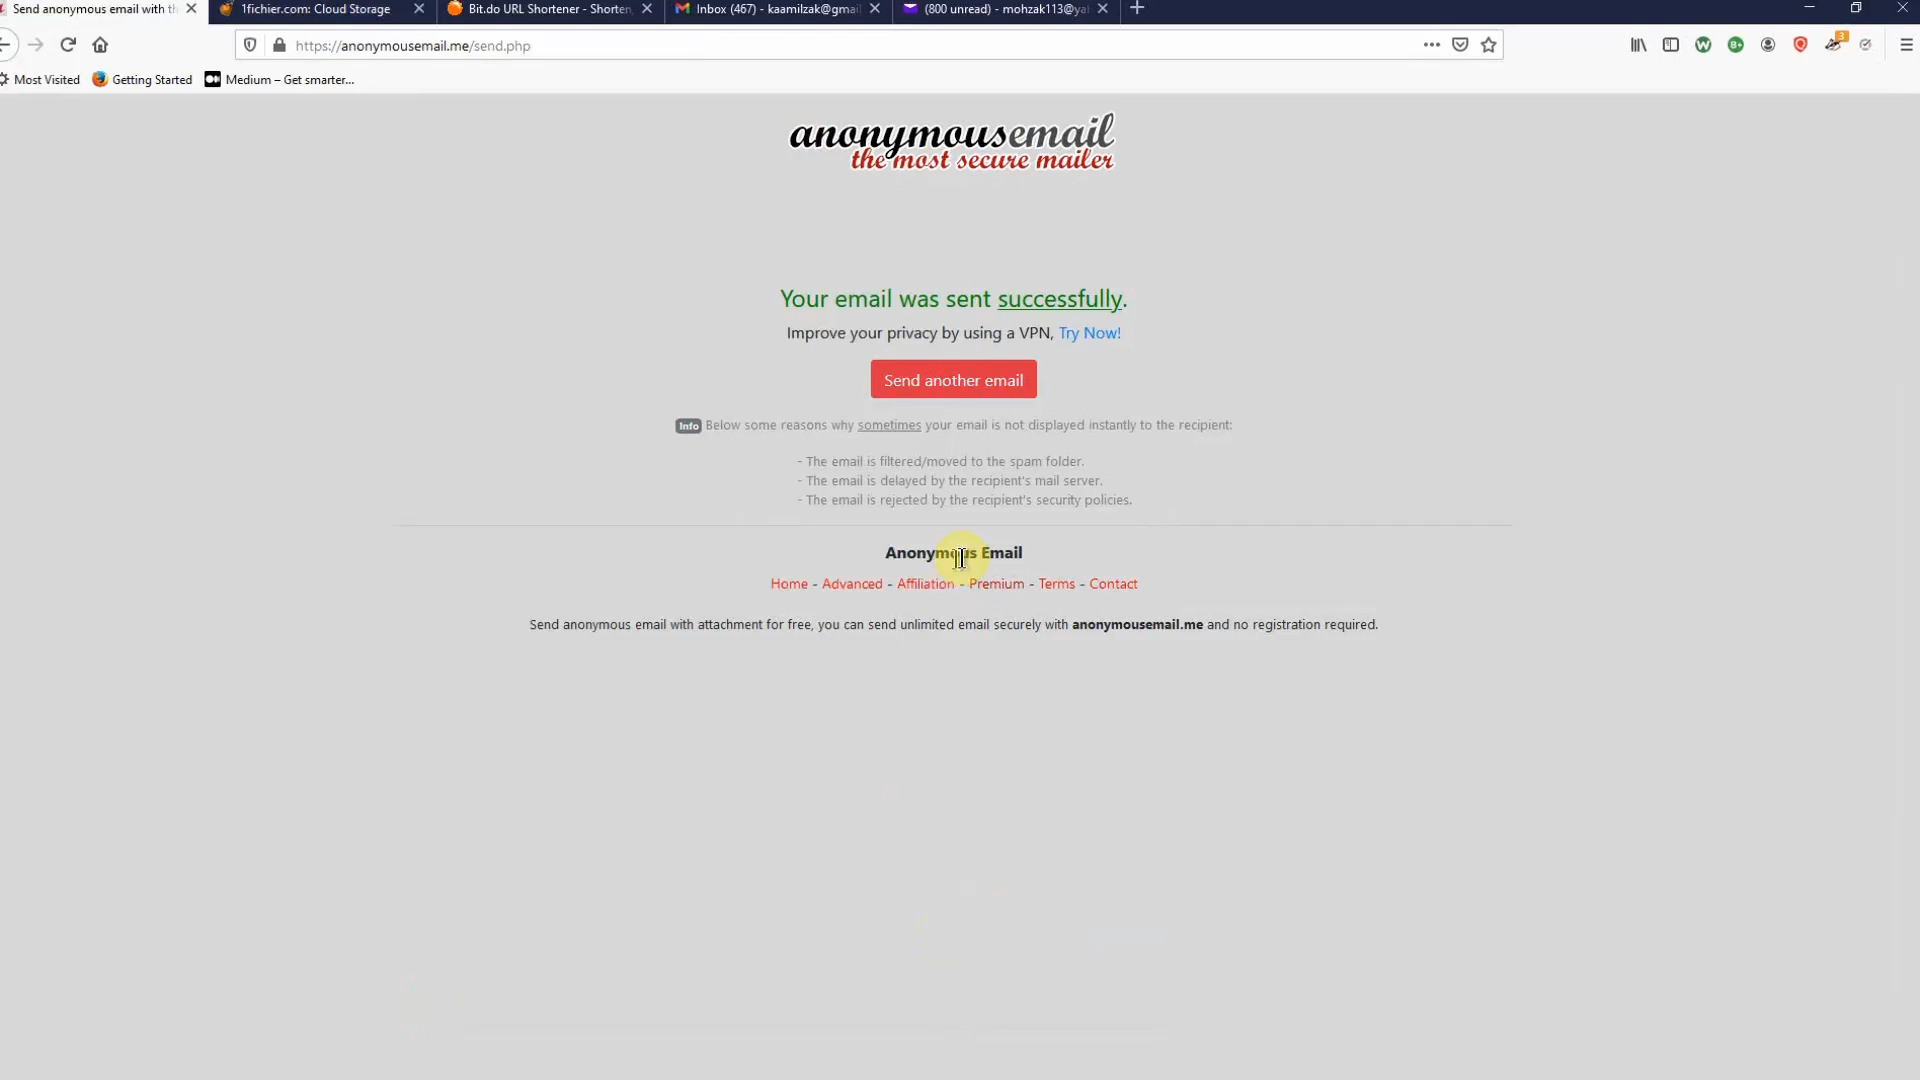 Send anonymous email with th
1fichier.com: Cloud Storage
Bit.do URL Shortener - Shorten,
Inbox (467) - kaamilzak@gmail
(800 unread) - mohzak113@ya
https://anonymousemail.me/send.php
3
Most Visited
Getting Started
Medium – Get smarter...
anonymousemail
the most secure mailer
Your email was sent successfully.
Improve your privacy by using a VPN, Try Now!
Send another email
Info Below some reasons why sometimes your email is not displayed instantly to the recipient:
- The email is filtered/moved to the spam folder.
- The email is delayed by the recipient's mail server.
- The email is rejected by the recipient's security policies.
Anonymous Email
Home - Advanced - Affiliation - Premium - Terms - Contact
Send anonymous email with attachment for free, you can send unlimited email securely with anonymousemail.me and no registration required.